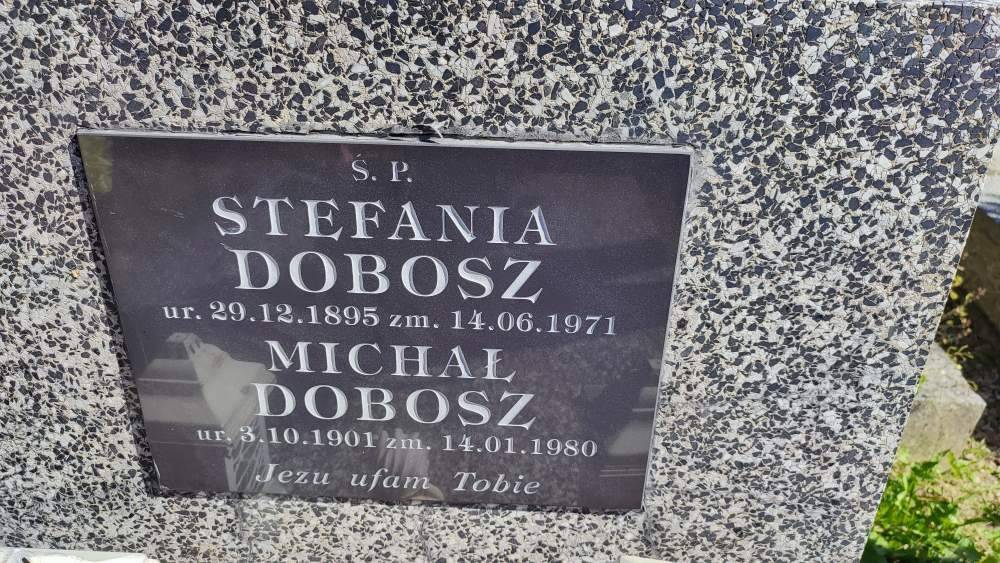 Ś. P.
STEFANIA
DOBOSZ
ur. 29.12.1895 zm. 14.06.1971
MICHAŁ
DOBOSZ
ur. 3.10.1901 zm. 14.01.1980
Jezu ufam Tobie